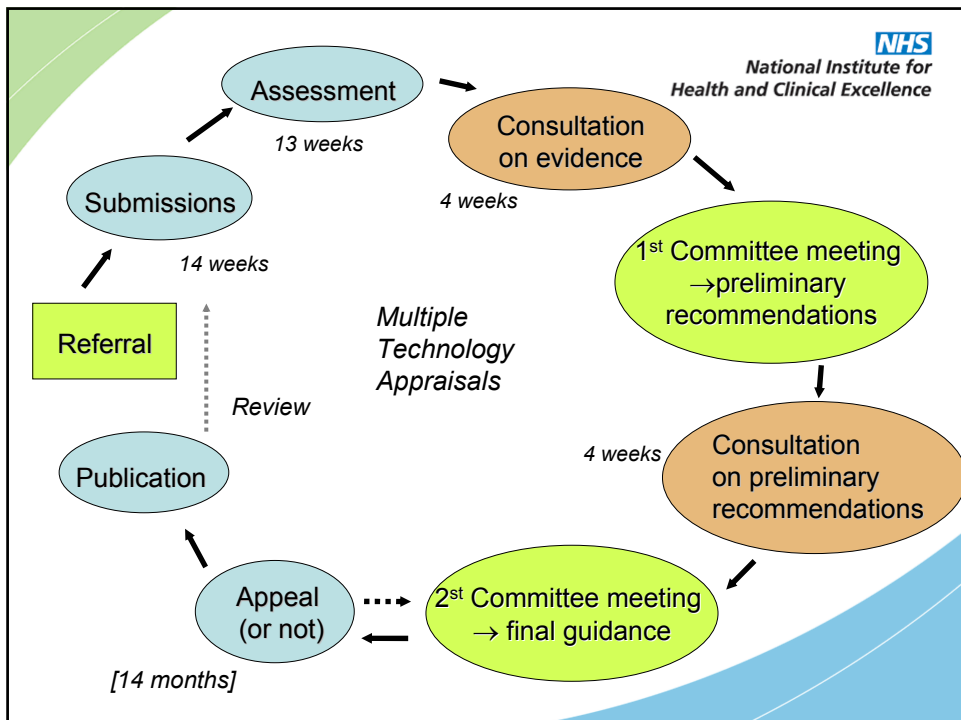 NHS
National Institute for
Health and Clinical Excellence
Assessment
13 weeks
Consultation
on evidence
4 weeks
Submissions
14 weeks
1st Committee meeting
→preliminary
recommendations
Referral
Multiple
Technology
Appraisals
Review
Publication
4 weeks
Consultation
on preliminary
recommendations
Appeal
(or not)
2st Committee meeting
→ final guidance
[14 months]